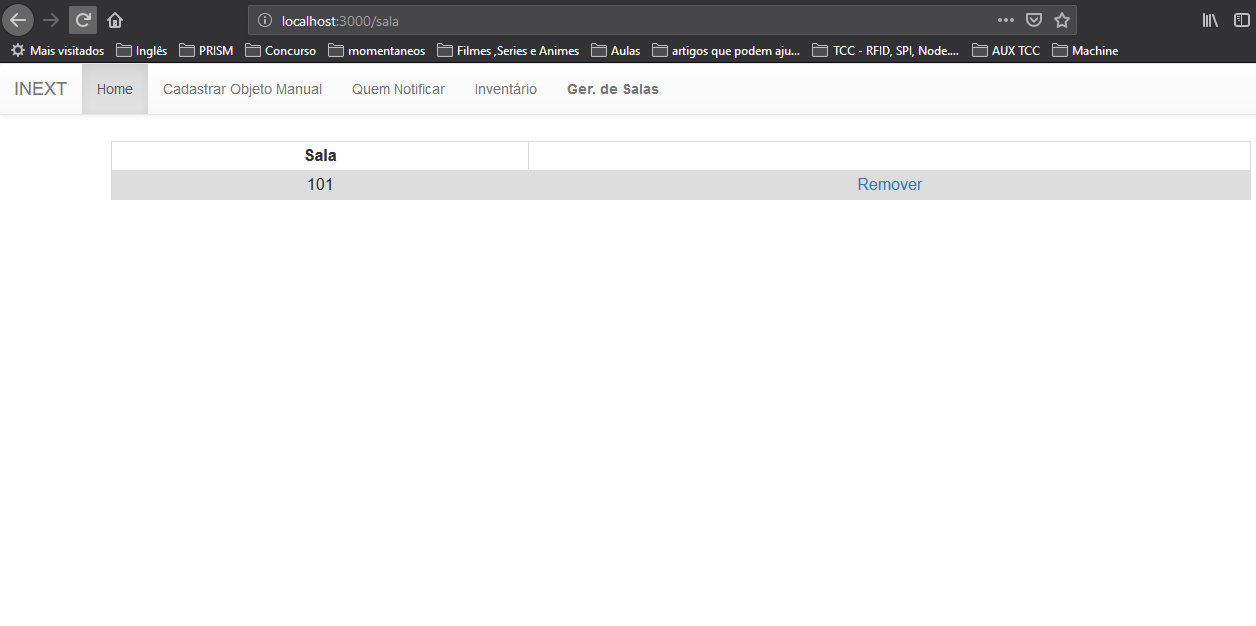 localhost:3000/sala
Mais visitados Inglês PRISM Concurso momentaneos Filmes ,Series e Animes Aulas artigos que podem aju... TCC - RFID, SPI, Node.... AUX TCC Machine
INEXT Home Cadastrar Objeto Manual Quem Notificar Inventário Ger. de Salas
Sala
101 Remover